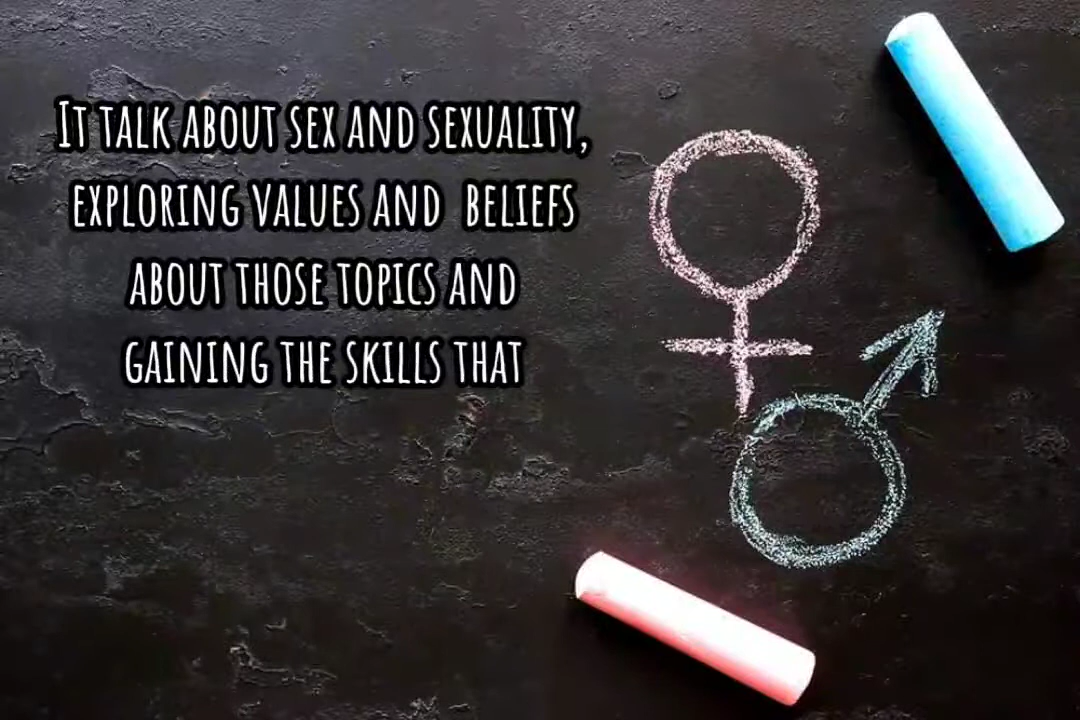 It talk about sex and sexuality,
exploring values and beliefs
about those topics and
gaining the skills that